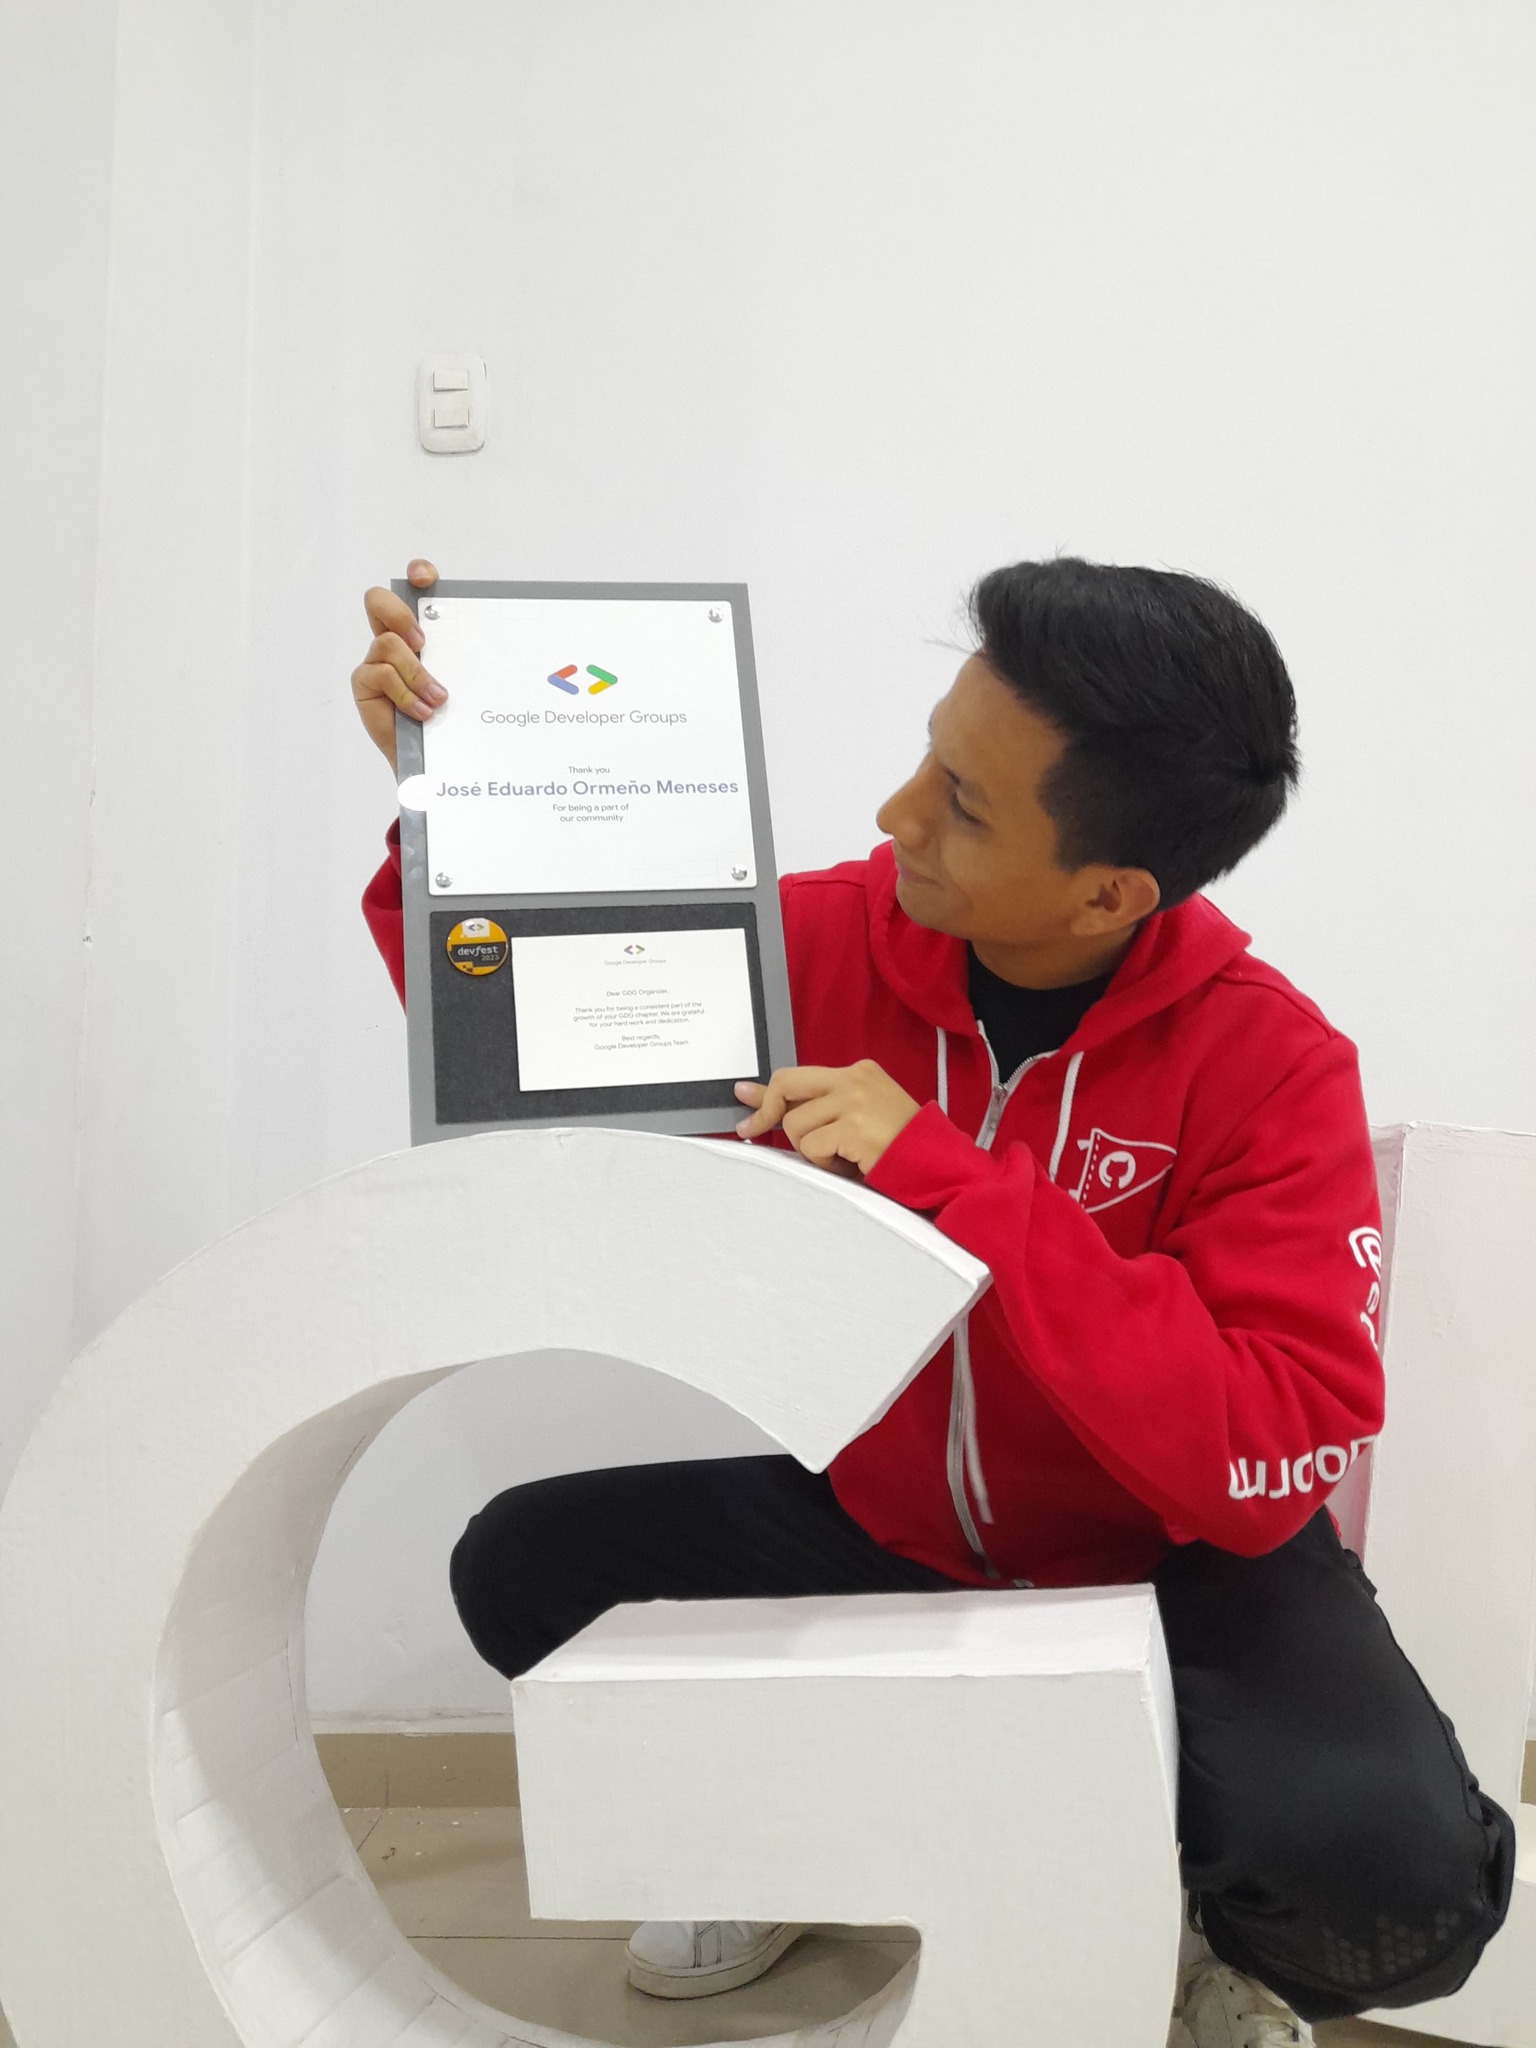 Google Developer Groups
Thank you
José Eduardo Ormeño Meneses
For being a part of
our community
devfest
2023
Google Developer Groups
Dear GDG Organizer,
Thank you for being a consistent part of the
growth of your GDG chapter. We are grateful
for your hard work and dedication.
Best regards,
Google Developer Groups Team